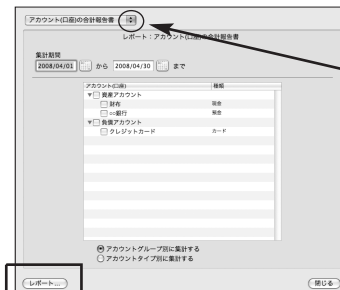 アカウント(口座)の合計報告書
レポート：アカウント(口座)の合計報告書
集計期間
2008/04/01 から 2008/04/30 まで
アカウント(口座) 種類
資産アカウント
財布 現金
○○銀行 預金
負債アカウント
クレジットカード カード
アカウントグループ別に集計する
アカウントタイプ別に集計する
レポート... 閉じる